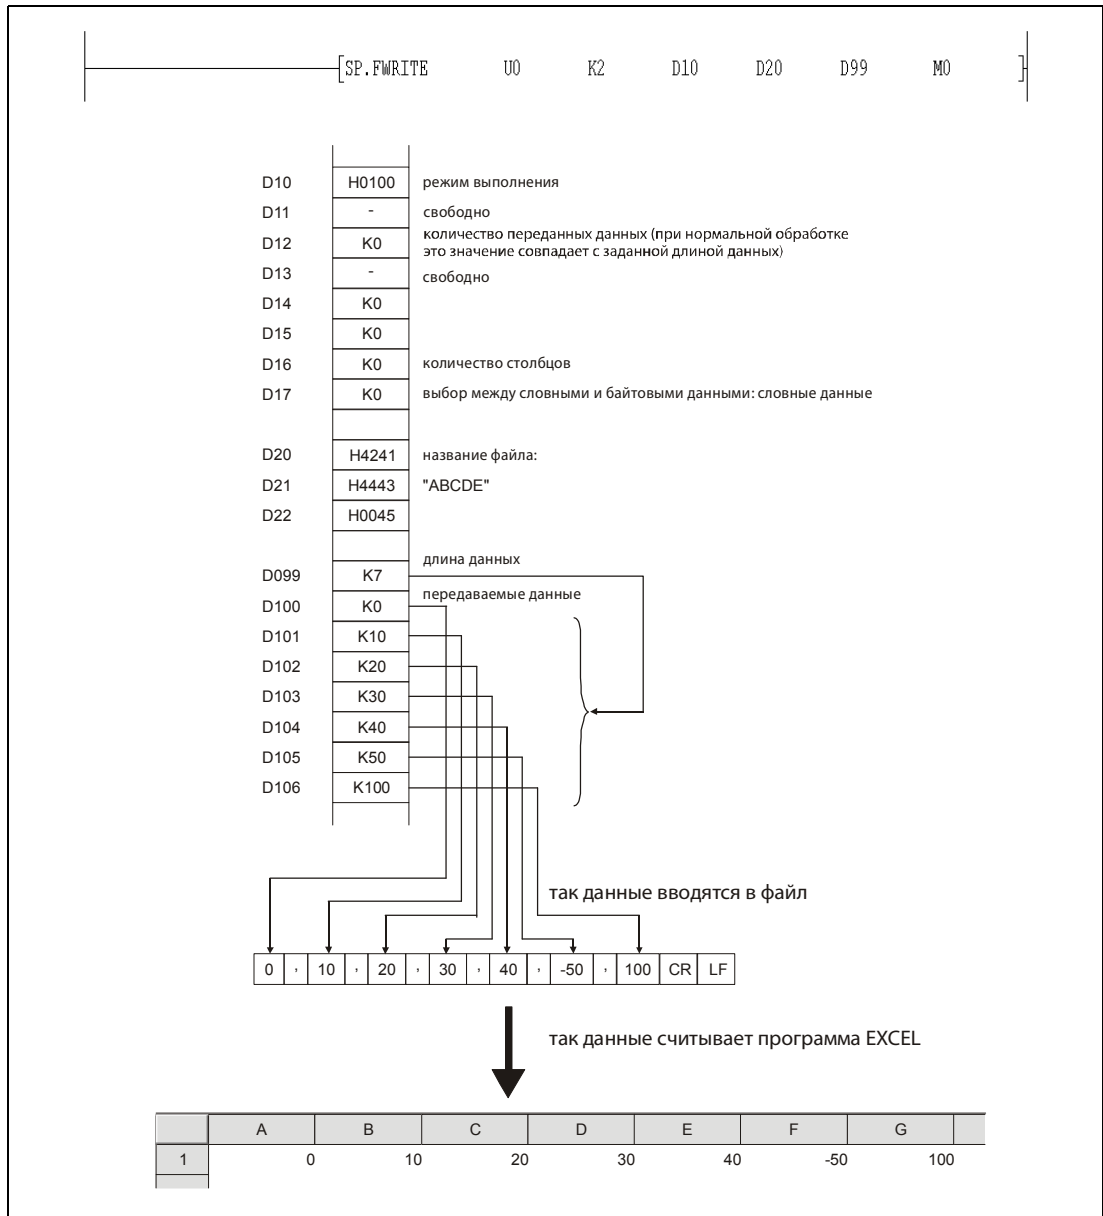 SP.FWRITE U0 K2 D10 D20 D99 M0
D10 H0100 режим выполнения
D11 - свободно
D12 K0 количество переданных данных (при нормальной обработке
это значение совпадает с заданной длиной данных)
D13 - свободно
D14 K0
D15 K0
D16 K0 количество столбцов
D17 K0 выбор между словными и байтовыми данными: словные данные
D20 H4241 название файла:
D21 H4443 "ABCDE"
D22 H0045
длина данных
D099 K7
передаваемые данные
D100 K0
D101 K10
D102 K20
D103 K30
D104 K40
D105 K50
D106 K100
так данные вводятся в файл
0 , 10 , 20 , 30 , 40 , -50 , 100 CR LF
так данные считывает программа EXCEL
A B C D E F G
1 0 10 20 30 40 -50 100